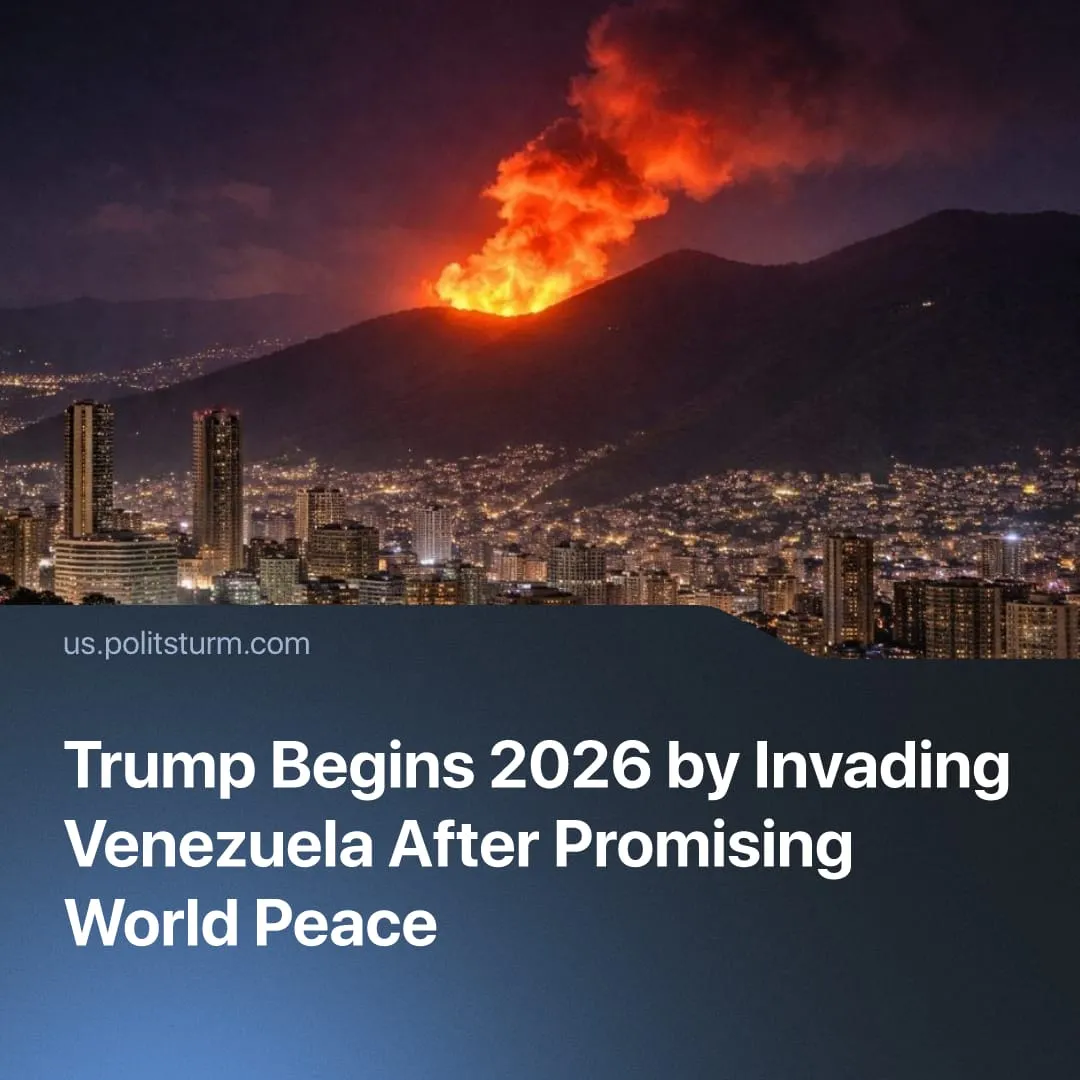 us.politsturm.com
Trump Begins 2026 by Invading
Venezuela After Promising
World Peace